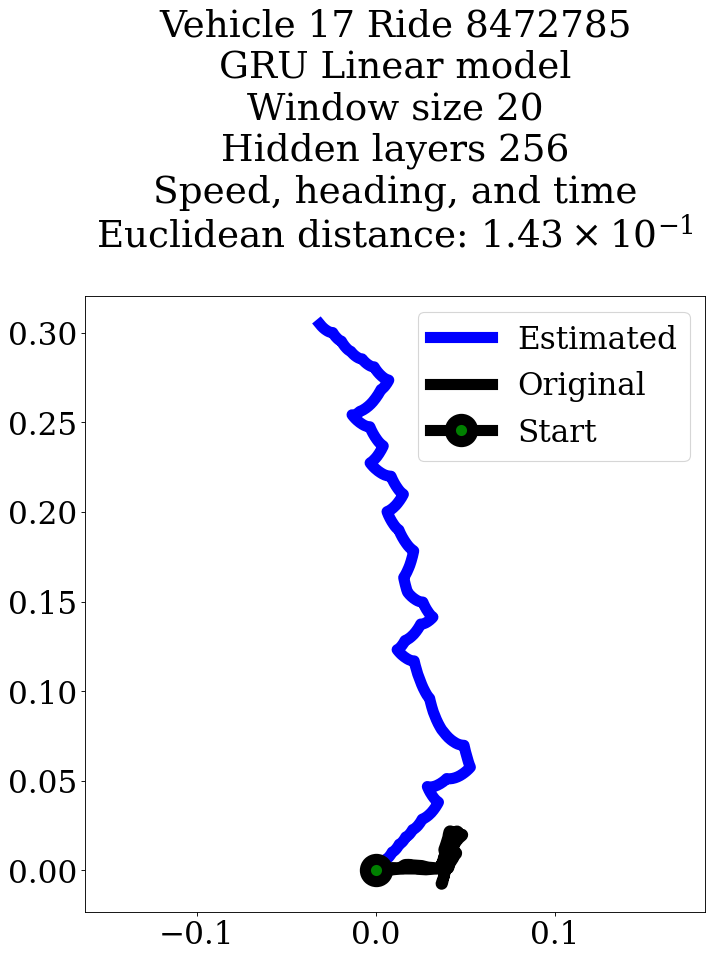 Vehicle 17 Ride 8472785
GRU Linear model
Window size 20
Hidden layers 256
Speed, heading, and time
Euclidean distance: 1.43 × 10⁻¹
Estimated
Original
Start
0.30
0.25
0.20
0.15
0.10
0.05
0.00
−0.1 0.0 0.1